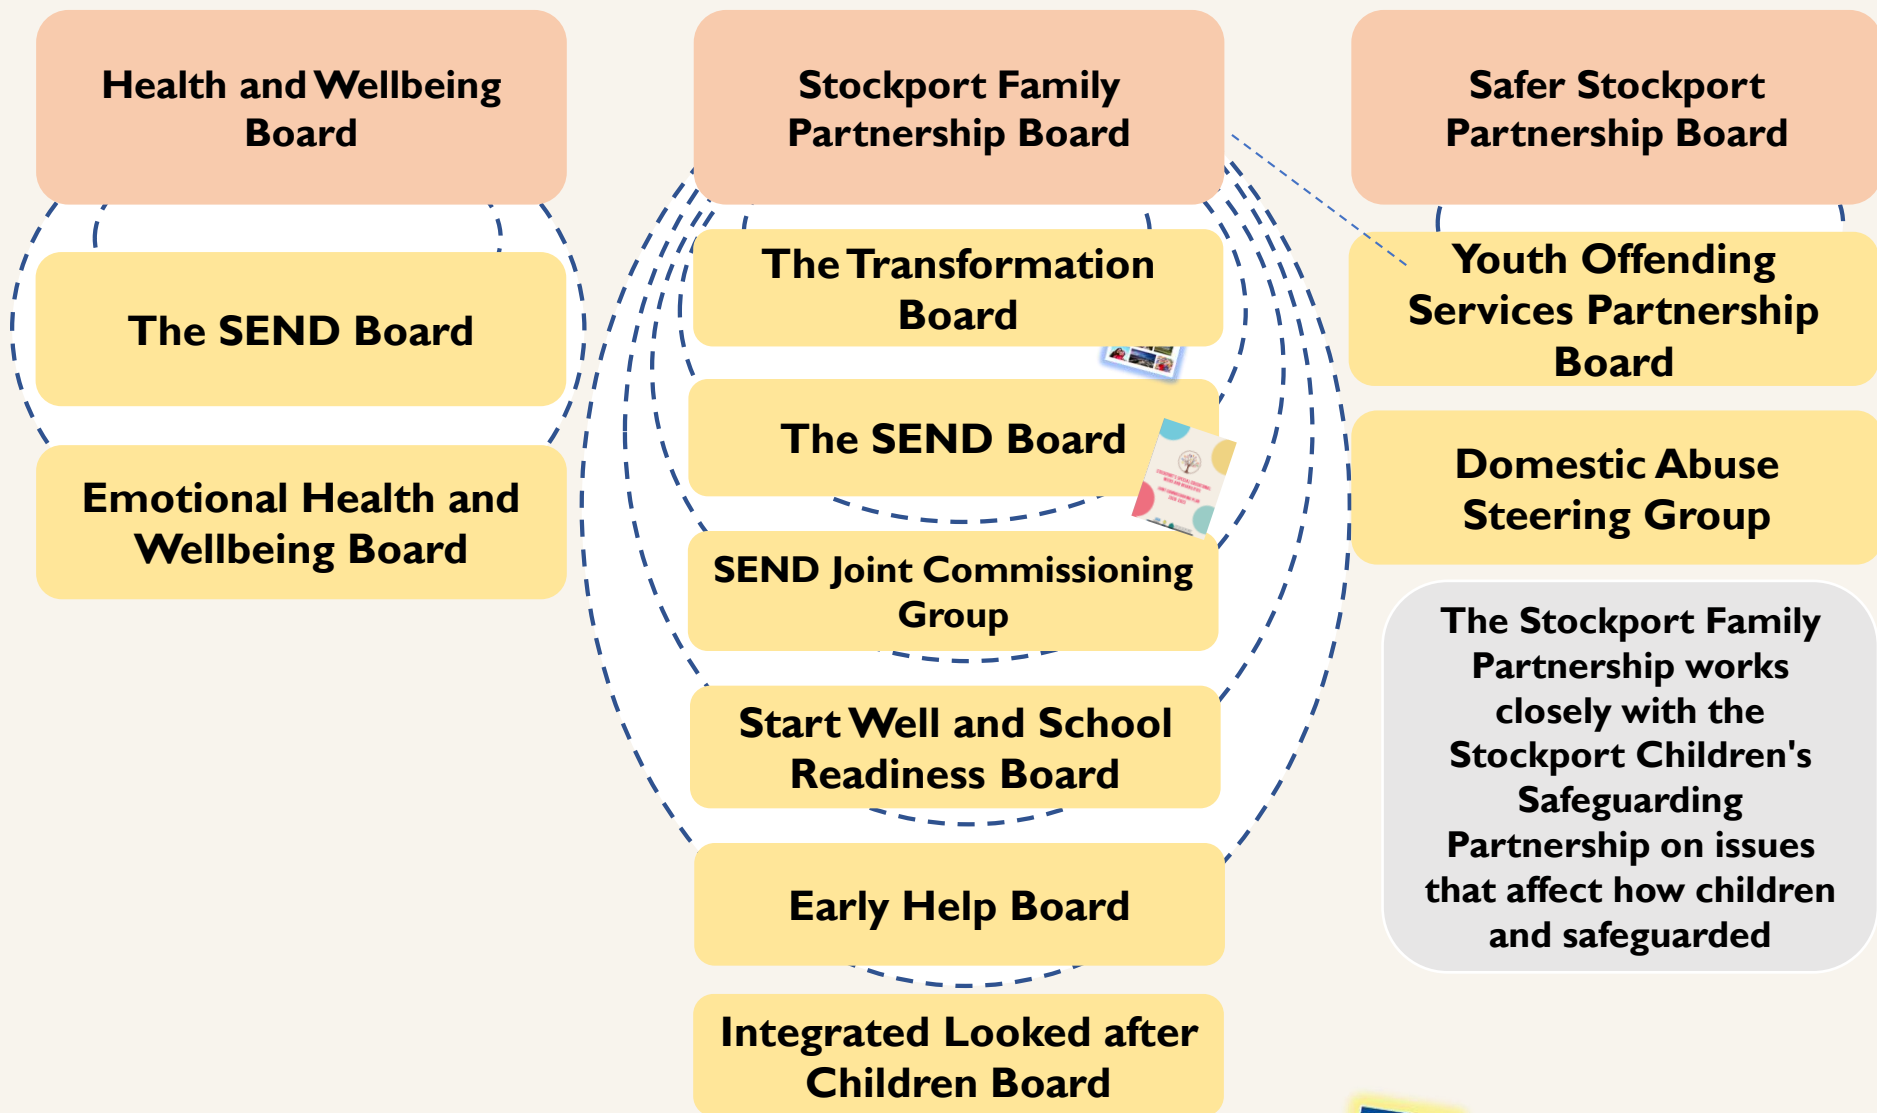 Health and Wellbeing
Board
The SEND Board
Emotional Health and
Wellbeing Board
Stockport Family
Partnership Board
The Transformation
Board
The SEND Board
SEND Joint Commissioning
Group
Start Well and School
Readiness Board
Early Help Board
Integrated Looked after
Children Board
Safer Stockport
Partnership Board
Youth Offending
Services Partnership
Board
Domestic Abuse
Steering Group
The Stockport Family
Partnership works
closely with the
Stockport Children's
Safeguarding
Partnership on issues
that affect how children
and safeguarded